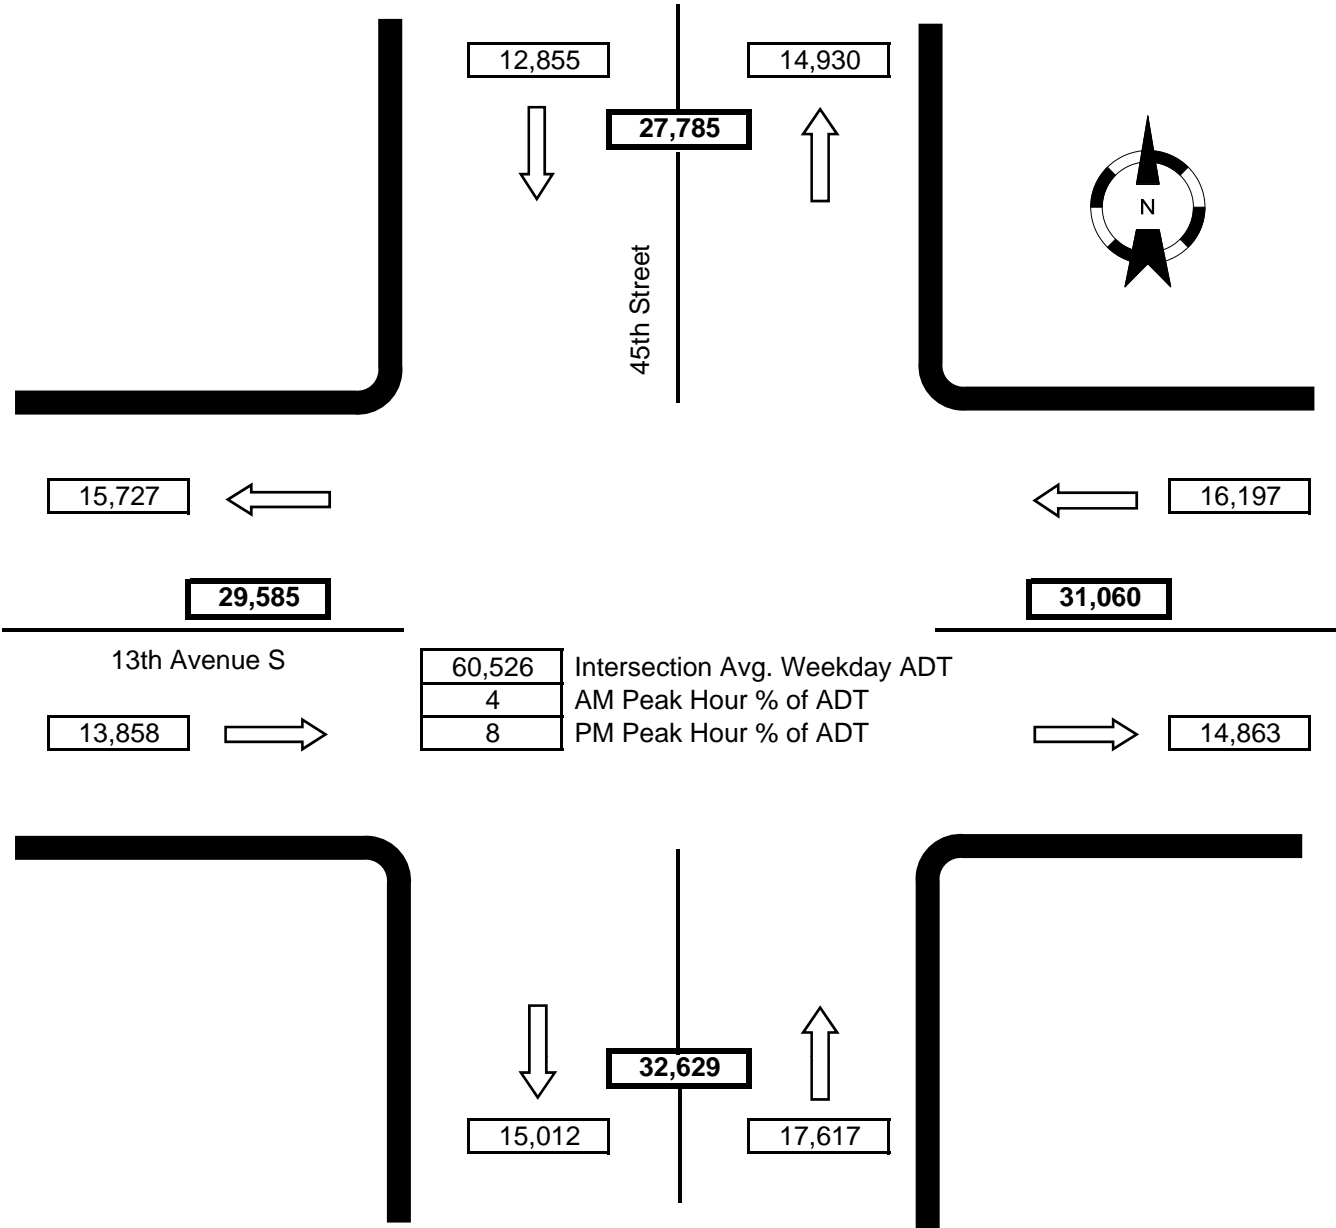 12,855
14,930
27,785
N
45th Street
15,727
16,197
29,585
31,060
13th Avenue S
60,526 Intersection Avg. Weekday ADT
4 AM Peak Hour % of ADT
8 PM Peak Hour % of ADT
13,858
14,863
32,629
15,012
17,617